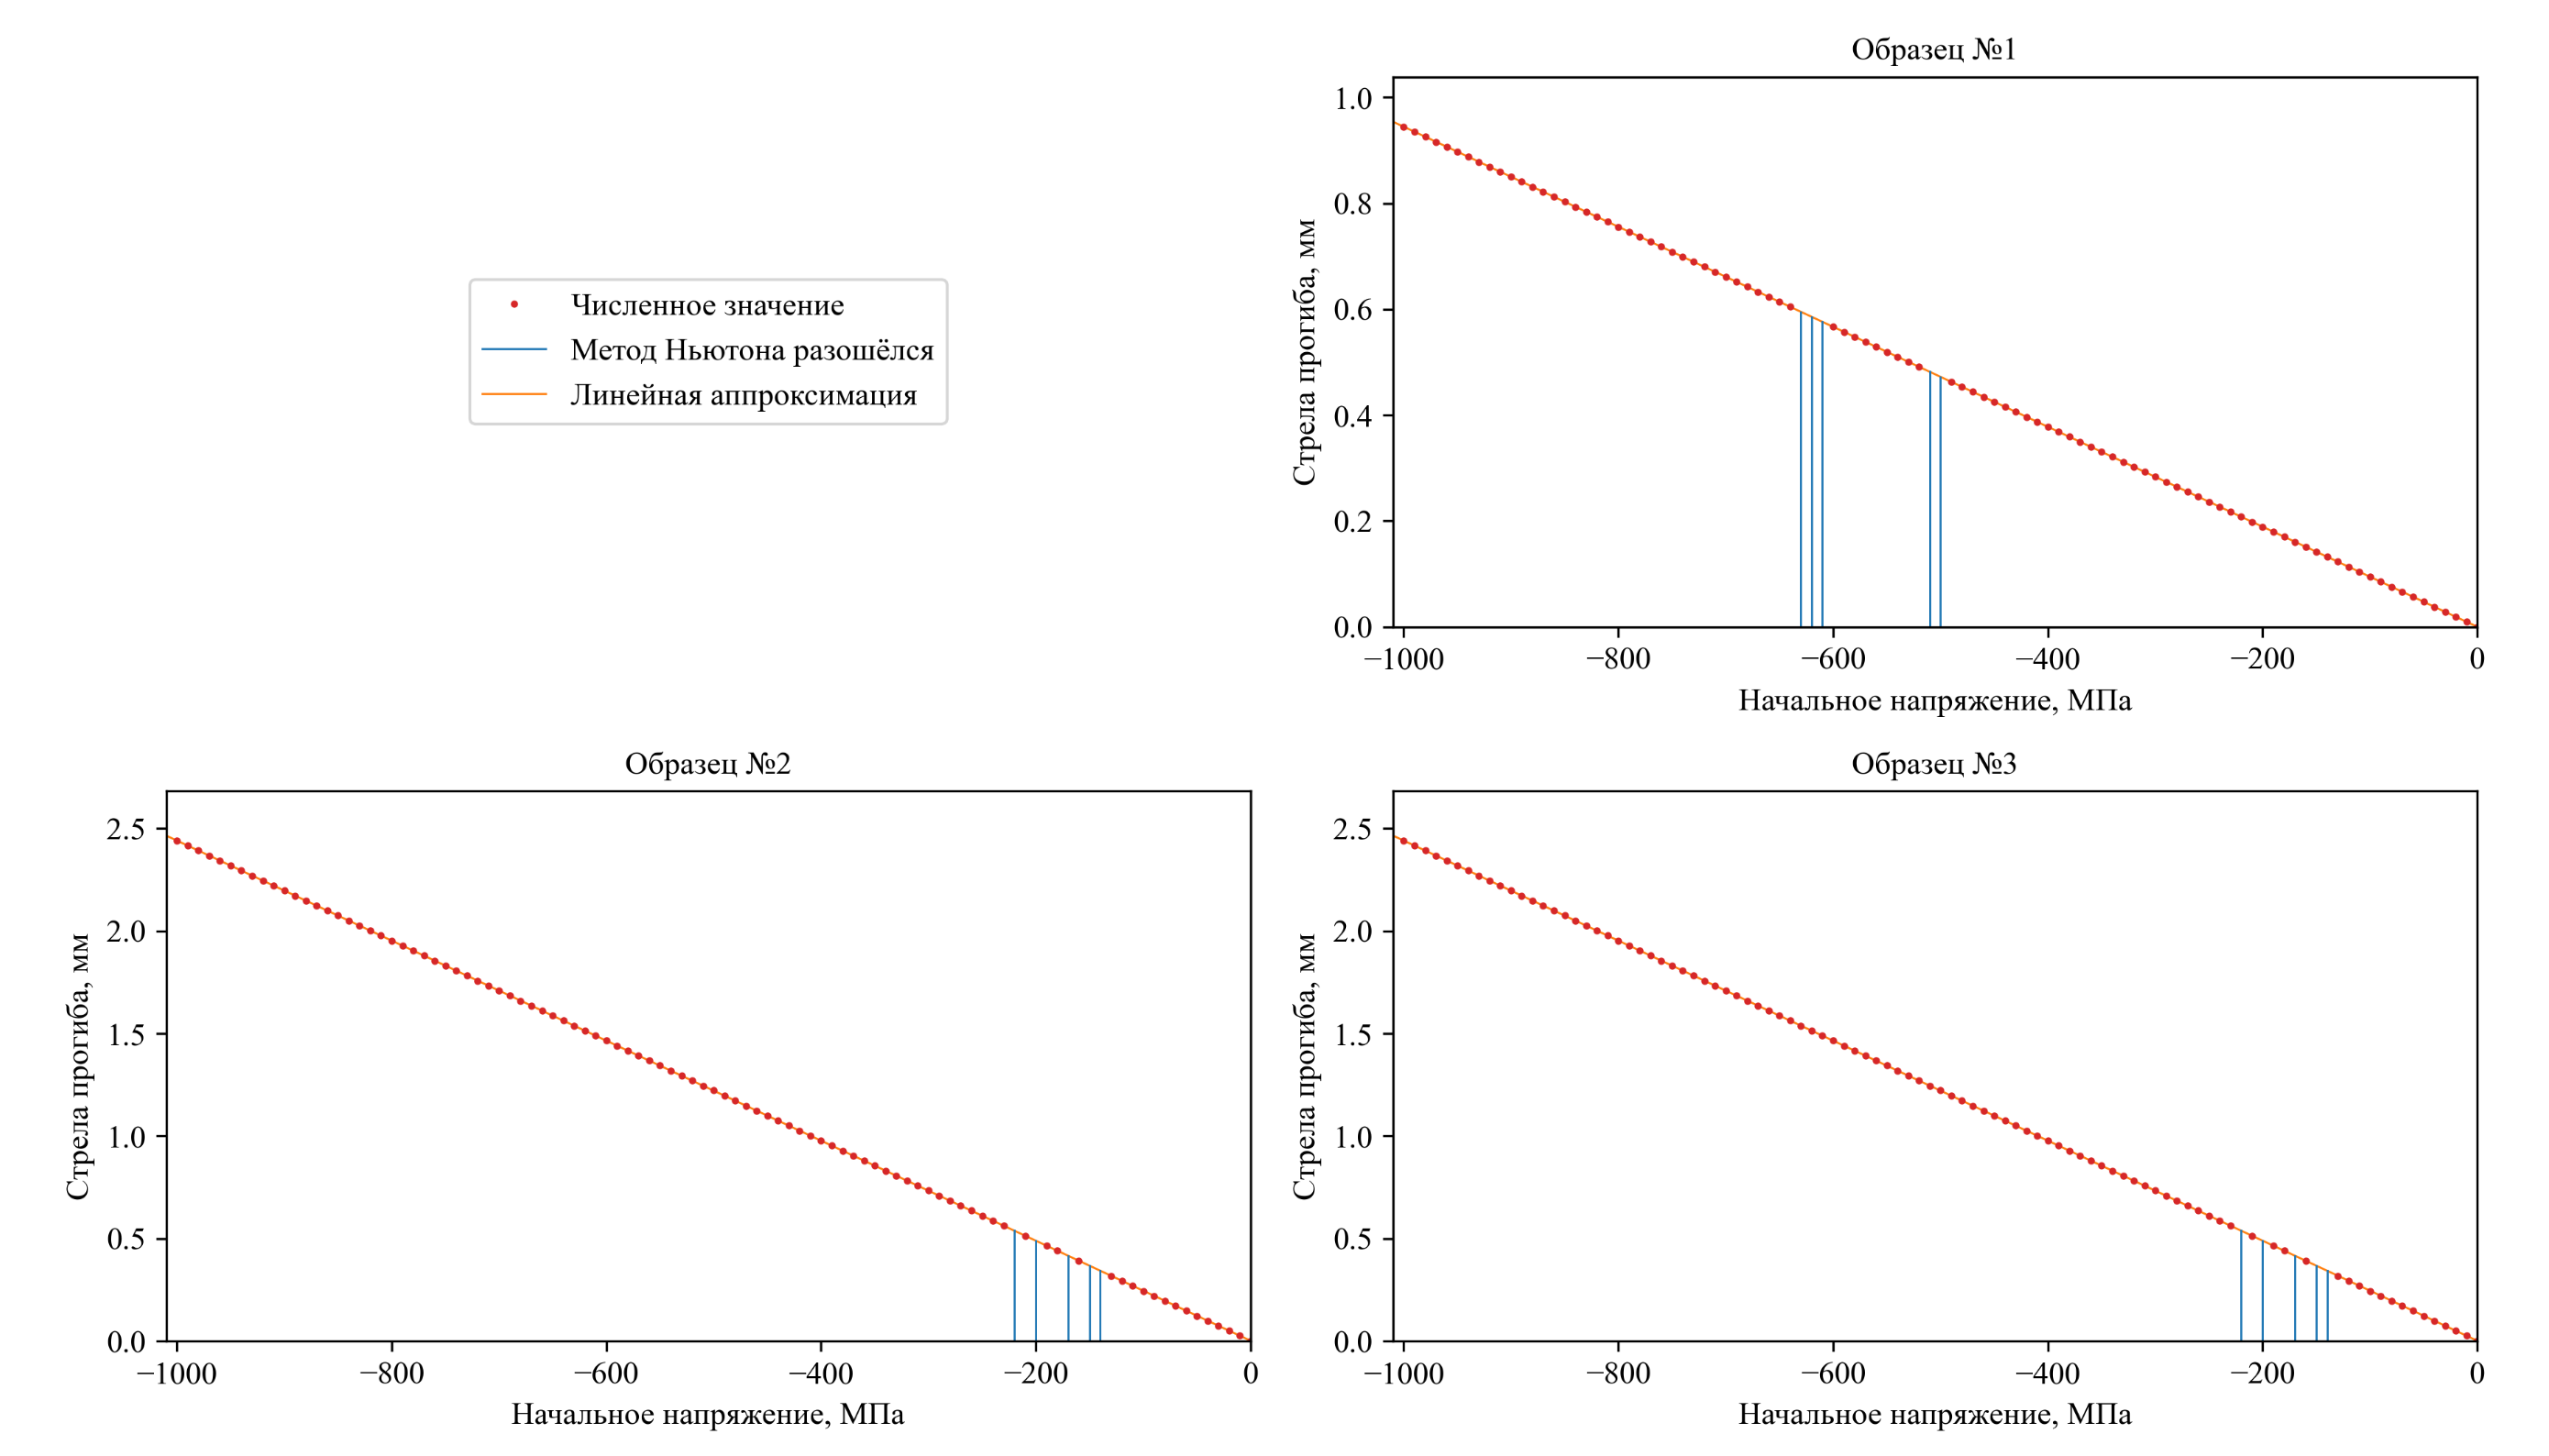 Численное значение
Метод Ньютона разошёлся
Линейная аппроксимация
Образец №1
1.0
0.8
0.6
0.4
0.2
0.0
Стрела прогиба, мм
−1000 −800 −600 −400 −200 0
Начальное напряжение, МПа
Образец №2
2.5
2.0
1.5
1.0
0.5
0.0
Стрела прогиба, мм
−1000 −800 −600 −400 −200 0
Начальное напряжение, МПа
Образец №3
2.5
2.0
1.5
1.0
0.5
0.0
Стрела прогиба, мм
−1000 −800 −600 −400 −200 0
Начальное напряжение, МПа